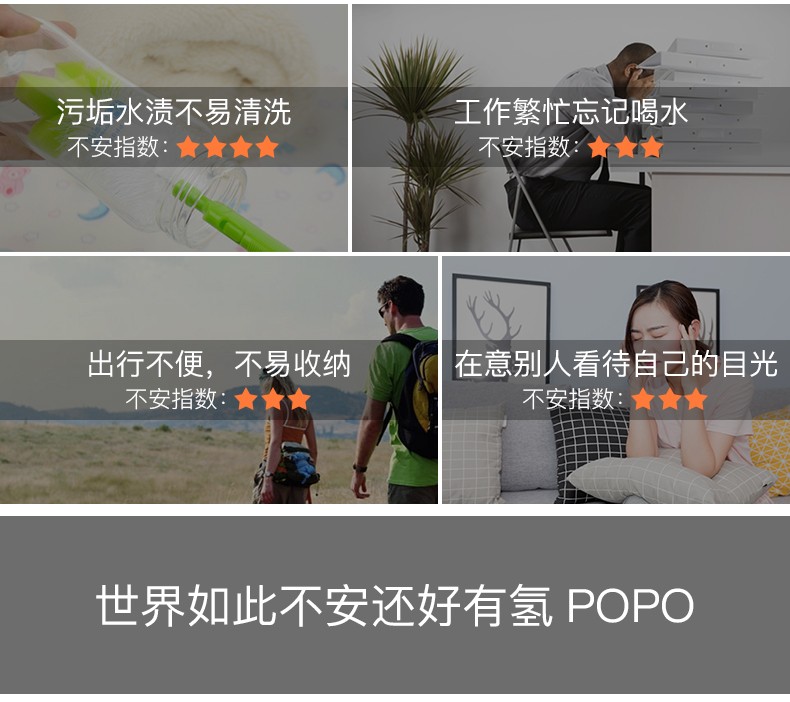 污垢水渍不易清洗
不安指数：★★★★
工作繁忙忘记喝水
不安指数：★★★
出行不便，不易收纳
不安指数：★★★
在意别人看待自己的目光
不安指数：★★★
世界如此不安还好有氢 POPO